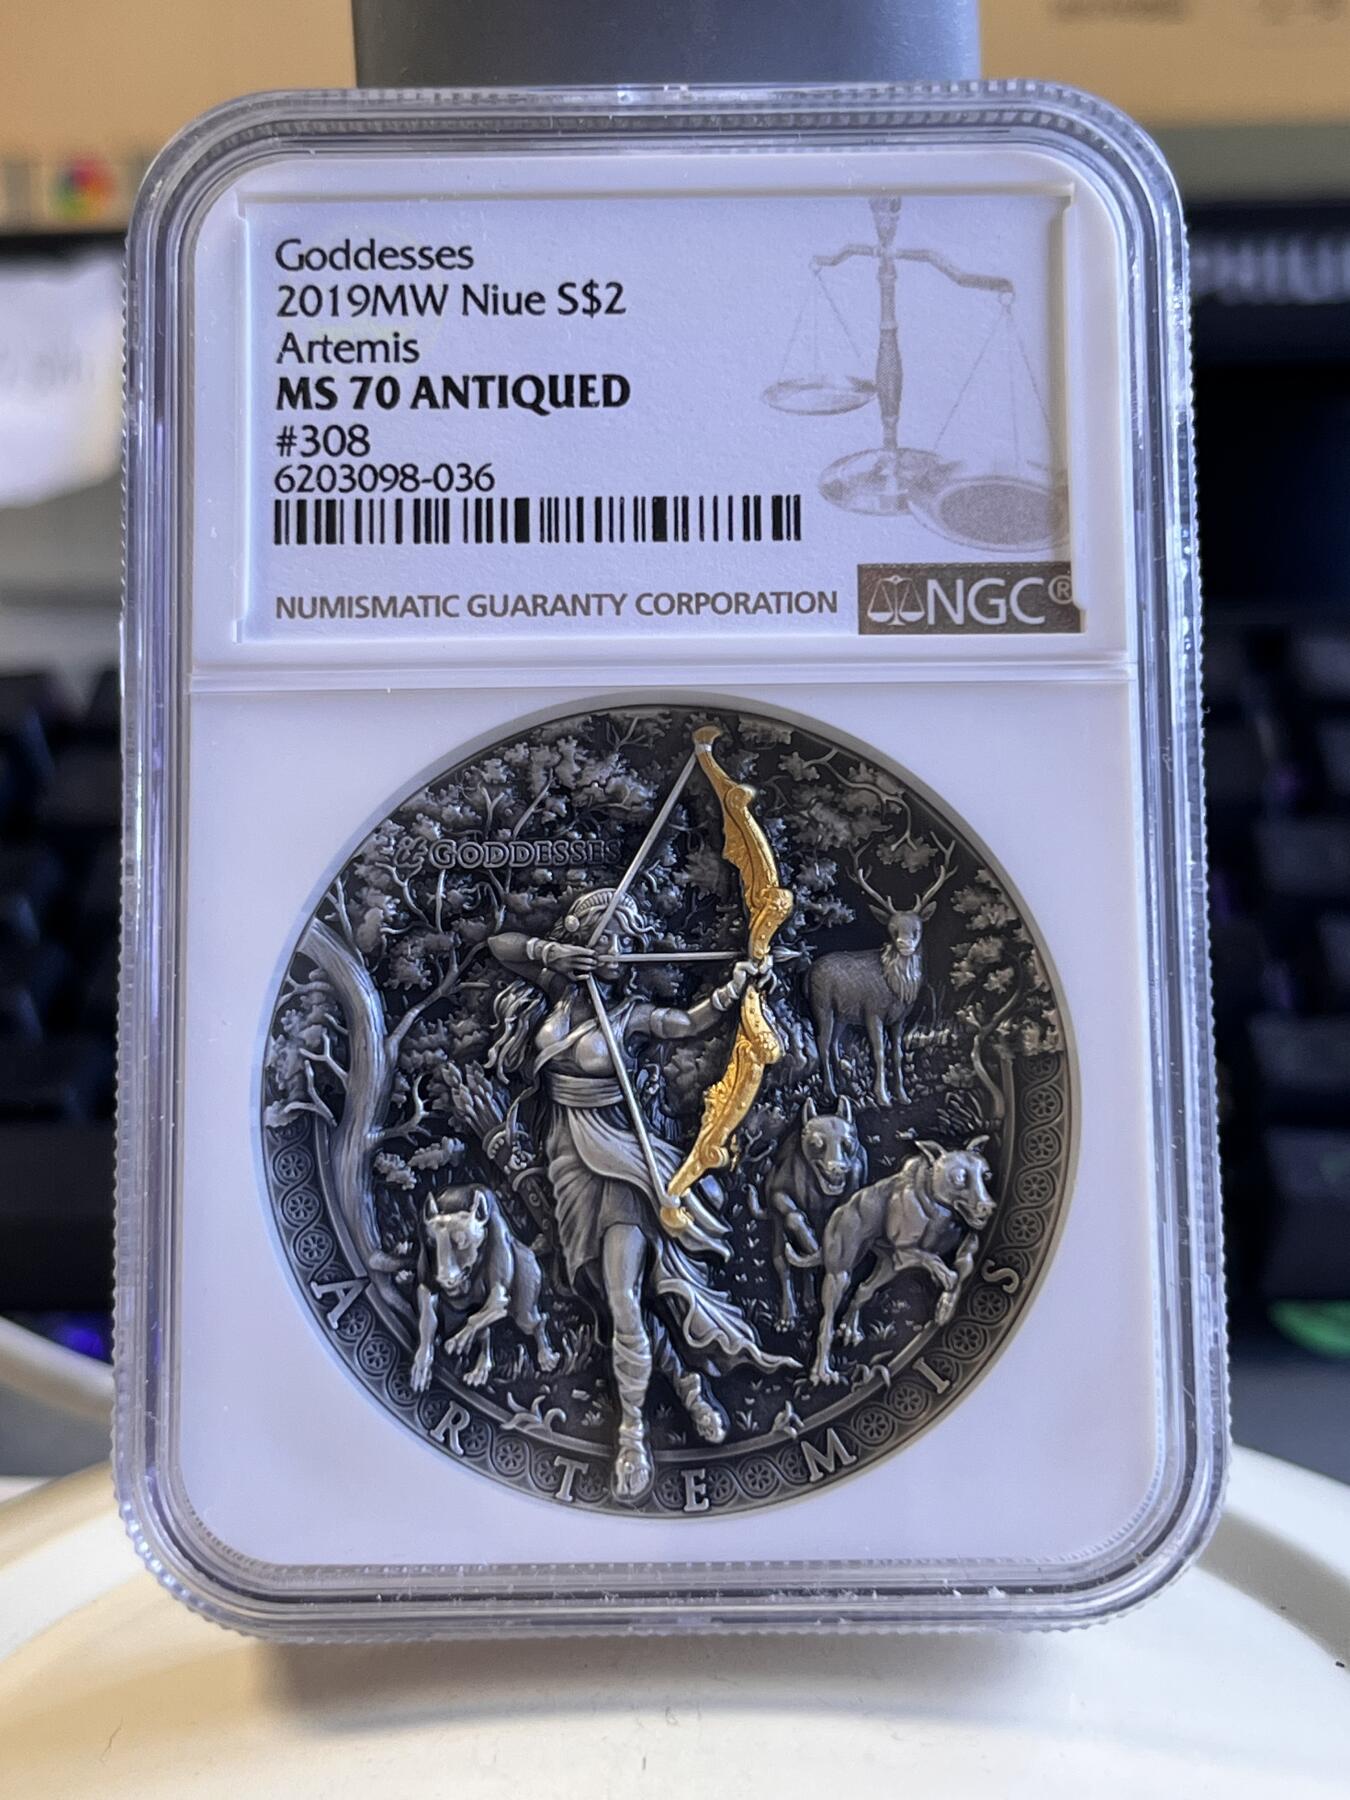 Goddesses
2019MW Niue S$2
Artemis
MS 70 ANTIQUED
#308
6203098-036
NUMISMATIC GUARANTY CORPORATION
NGC®
GODDESSES
ARTEMIS